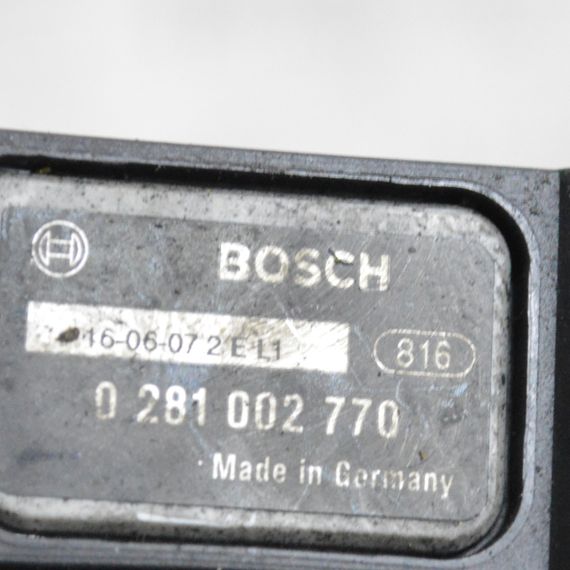 BOSCH
16-06-07 2 E L1
816
0 281 002 770
Made in Germany